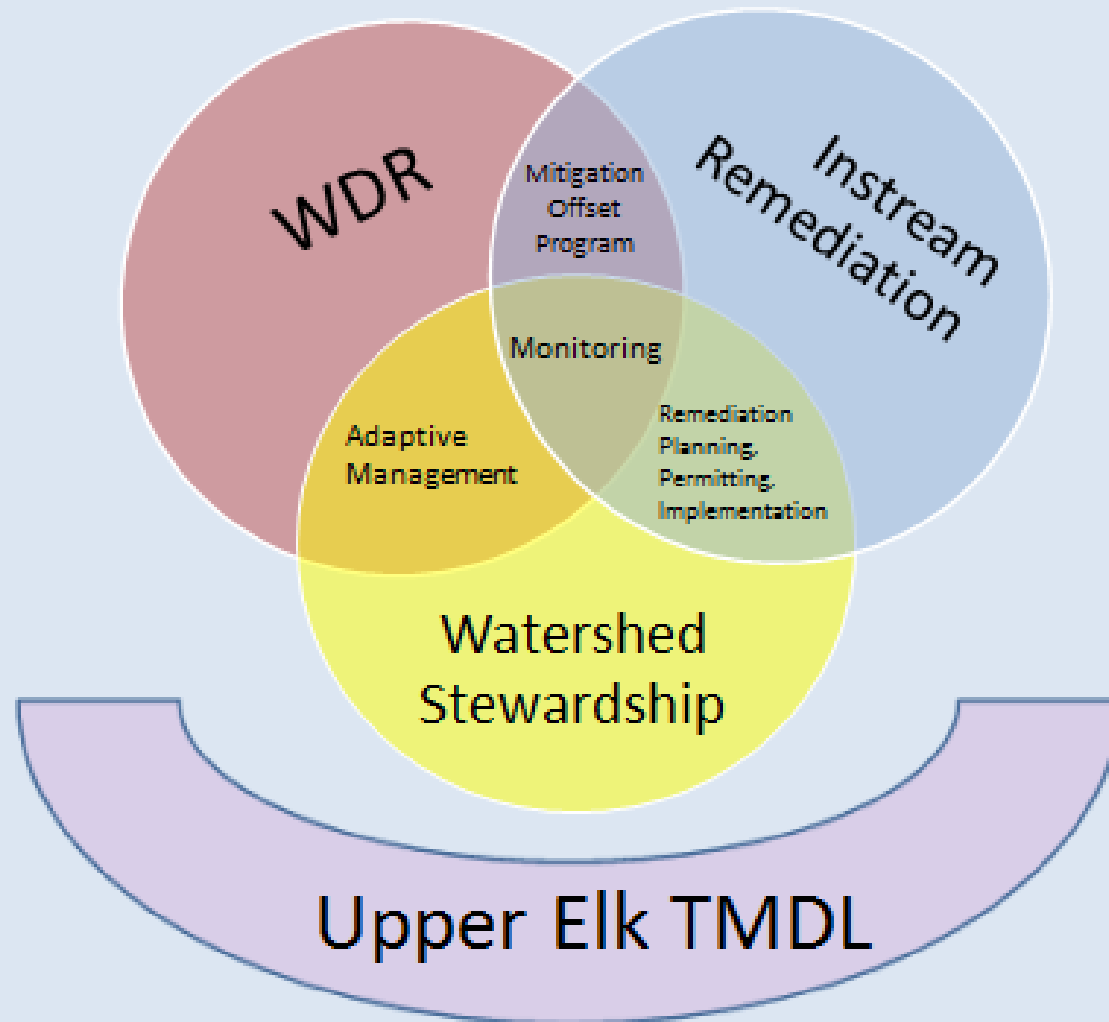 WDR
Instream
Remediation
Mitigation
Offset
Program
Monitoring
Adaptive
Management
Remediation
Planning,
Permitting,
Implementation
Watershed
Stewardship
Upper Elk TMDL